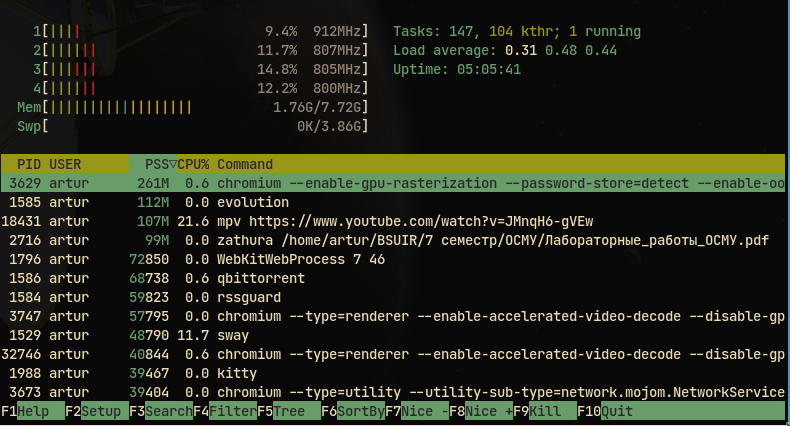 1[|||| 9.4% 912MHz] Tasks: 147, 104 kthr; 1 running
2[|||||| 11.7% 807MHz] Load average: 0.31 0.48 0.44
3[|||||| 14.8% 805MHz] Uptime: 05:05:41
4[|||||| 12.2% 800MHz]
Mem[|||||||||||||||||| 1.76G/7.72G]
Swp[ 0K/3.86G]
PID USER PSS▽CPU% Command
3629 artur 261M 0.6 chromium --enable-gpu-rasterization --password-store=detect --enable-oo
1585 artur 112M 0.0 evolution
18431 artur 107M 21.6 mpv https://www.youtube.com/watch?v=JMnqH6-gVEw
2716 artur 99M 0.0 zathura /home/artur/BSUIR/7 семестр/ОСМУ/Лабораторные_работы_ОСМУ.pdf
1796 artur 72850 0.0 WebKitWebProcess 7 46
1586 artur 68738 0.6 qbittorrent
1584 artur 59823 0.0 rssguard
3747 artur 57795 0.0 chromium --type=renderer --enable-accelerated-video-decode --disable-gp
1529 artur 48790 11.7 sway
32746 artur 40844 0.6 chromium --type=renderer --enable-accelerated-video-decode --disable-gp
1988 artur 39467 0.0 kitty
3673 artur 39404 0.0 chromium --type=utility --utility-sub-type=network.mojom.NetworkService
F1Help F2Setup F3SearchF4FilterF5Tree F6SortByF7Nice -F8Nice +F9Kill F10Quit